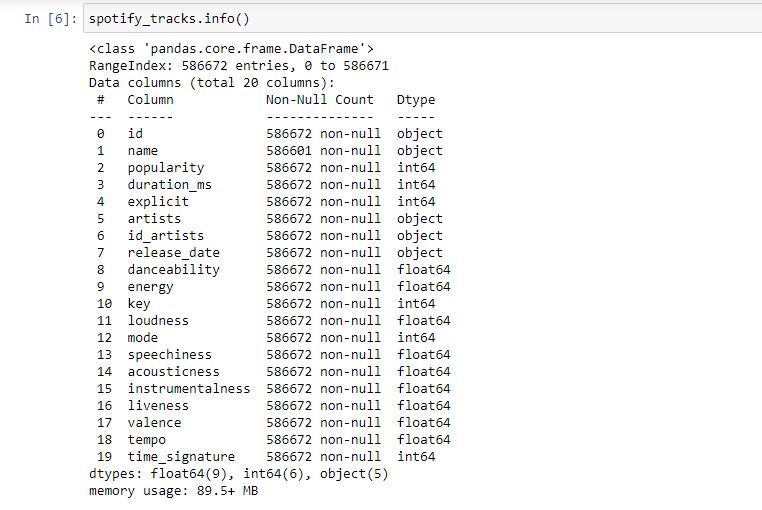 In [6]: spotify_tracks.info()
<class 'pandas.core.frame.DataFrame'>
RangeIndex: 586672 entries, 0 to 586671
Data columns (total 20 columns):
 #   Column            Non-Null Count   Dtype
---  ------            --------------   -----
 0   id                586672 non-null  object
 1   name              586601 non-null  object
 2   popularity        586672 non-null  int64
 3   duration_ms       586672 non-null  int64
 4   explicit          586672 non-null  int64
 5   artists           586672 non-null  object
 6   id_artists        586672 non-null  object
 7   release_date      586672 non-null  object
 8   danceability      586672 non-null  float64
 9   energy            586672 non-null  float64
 10  key               586672 non-null  int64
 11  loudness          586672 non-null  float64
 12  mode              586672 non-null  int64
 13  speechiness       586672 non-null  float64
 14  acousticness      586672 non-null  float64
 15  instrumentalness  586672 non-null  float64
 16  liveness          586672 non-null  float64
 17  valence           586672 non-null  float64
 18  tempo             586672 non-null  float64
 19  time_signature    586672 non-null  int64
dtypes: float64(9), int64(6), object(5)
memory usage: 89.5+ MB